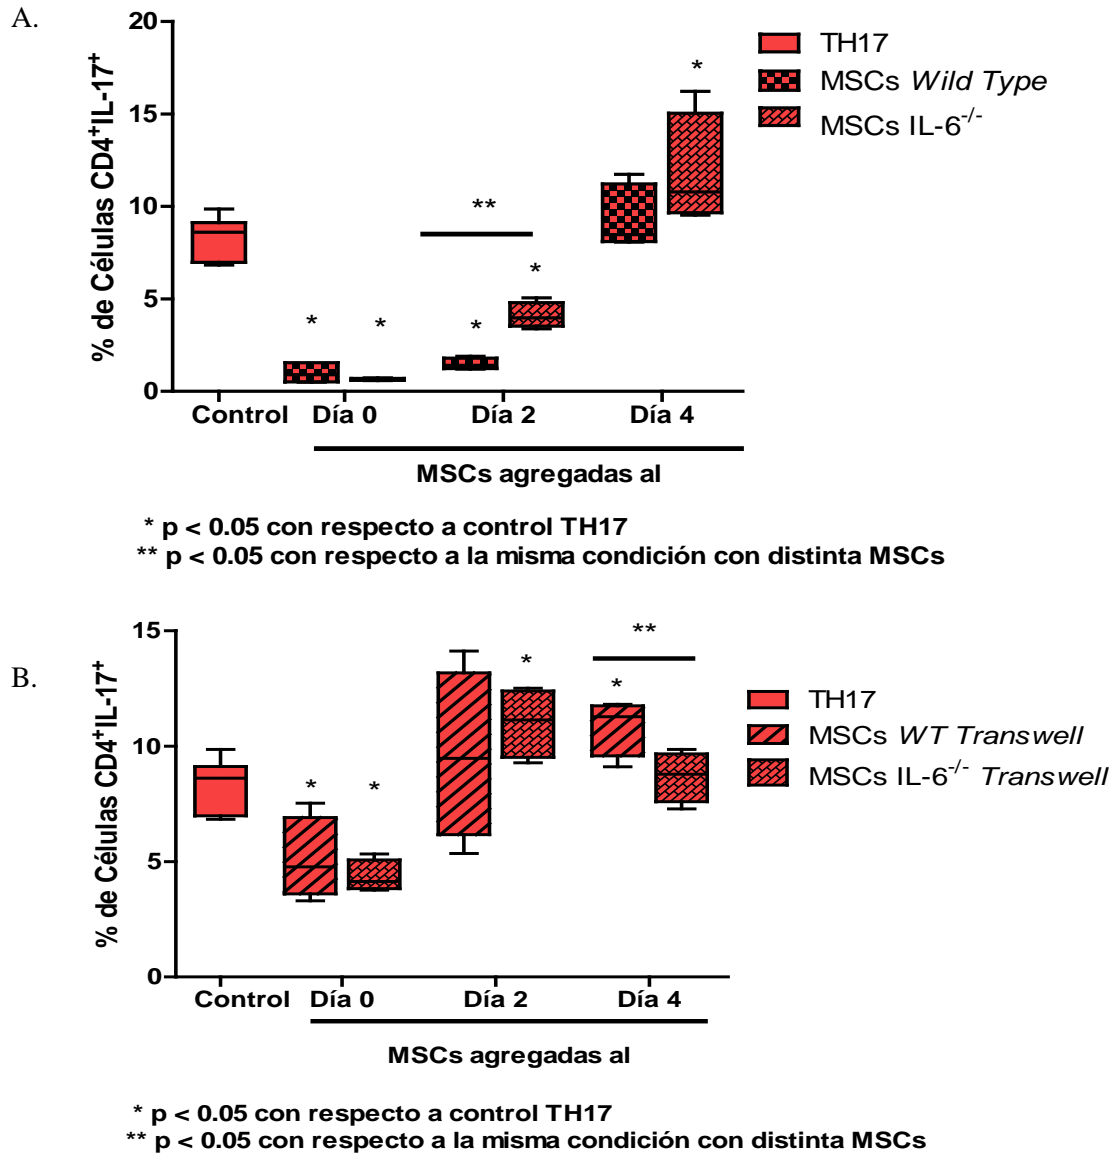 A.
% de Células CD4⁺IL-17⁺
20
15
10
5
0
*
*
*
*
**
*
TH17
MSCs Wild Type
MSCs IL-6⁻/⁻
Control Día 0 Día 2 Día 4
MSCs agregadas al
* p < 0.05 con respecto a control TH17
** p < 0.05 con respecto a la misma condición con distinta MSCs
B.
% de Células CD4⁺IL-17⁺
15
10
5
0
*
*
*
*
**
TH17
MSCs WT Transwell
MSCs IL-6⁻/⁻ Transwell
Control Día 0 Día 2 Día 4
MSCs agregadas al
* p < 0.05 con respecto a control TH17
** p < 0.05 con respecto a la misma condición con distinta MSCs